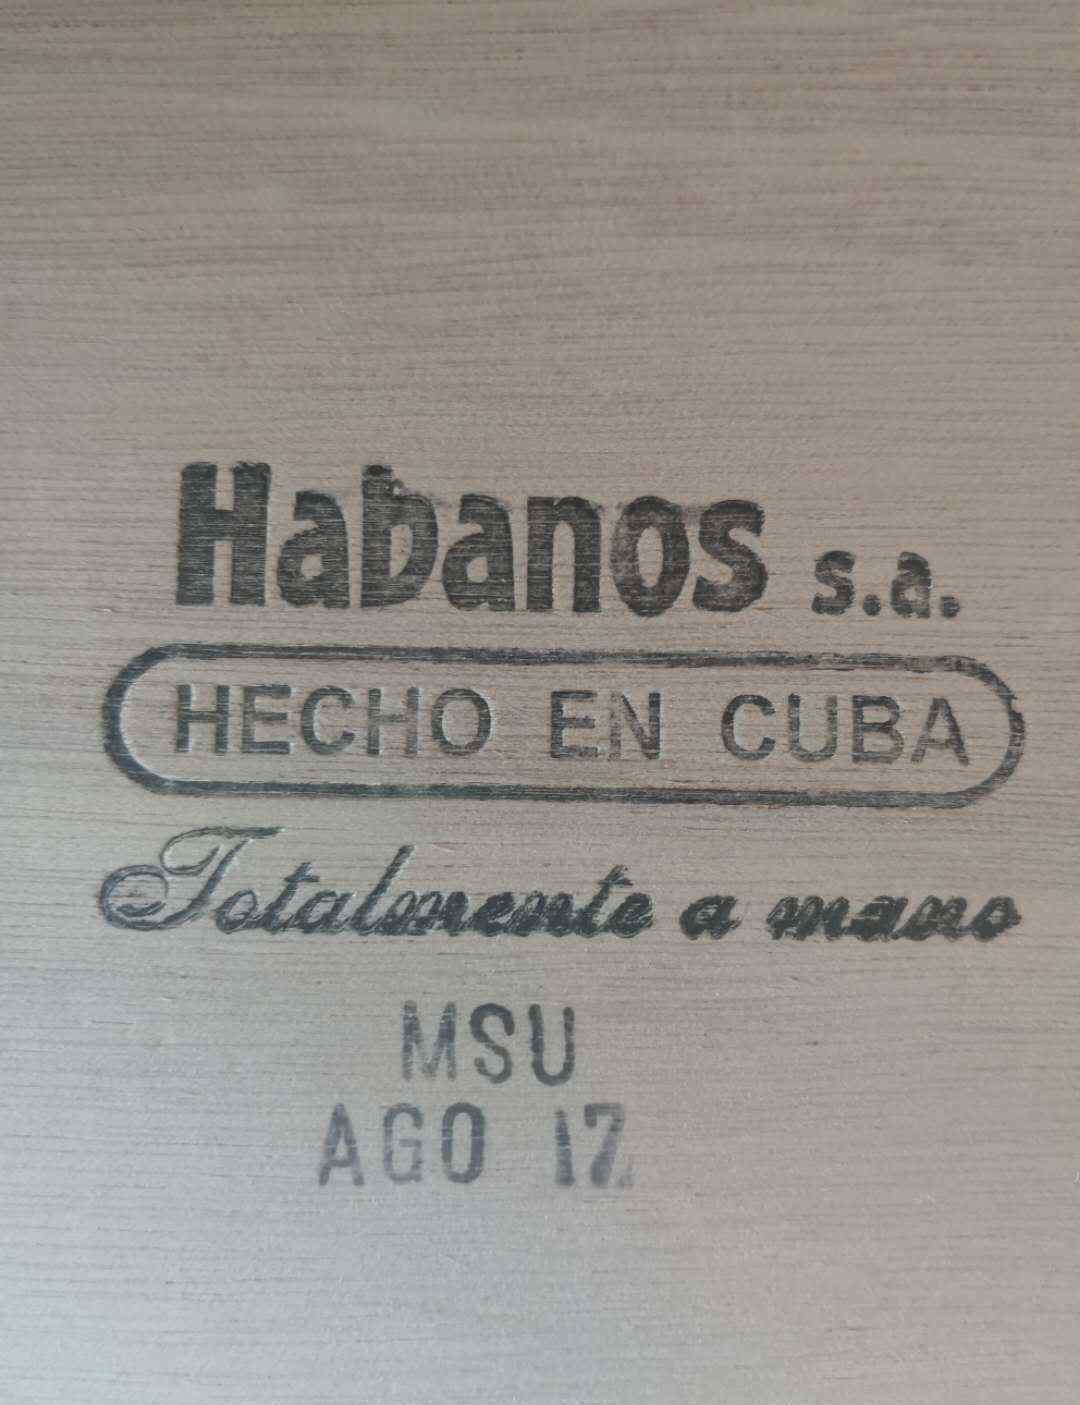 Habanos s.a.
HECHO EN CUBA
Totalmente a mano
MSU
AGO 17